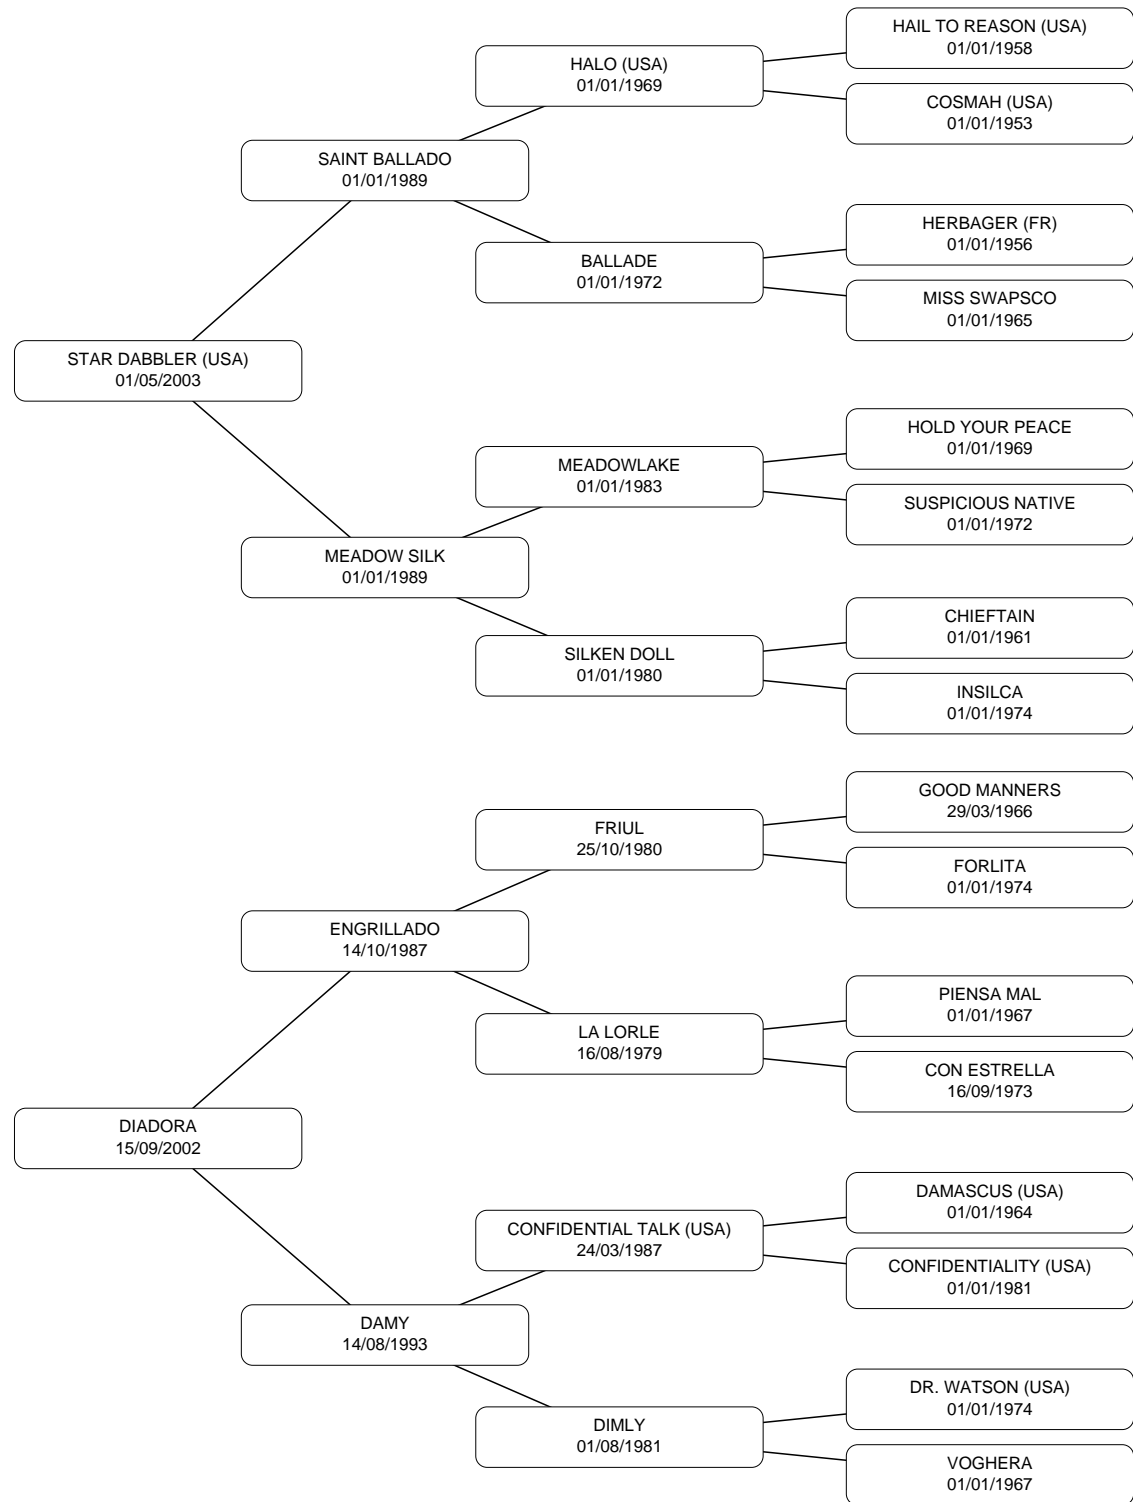 HAIL TO REASON (USA)
01/01/1958
HALO (USA)
01/01/1969
COSMAH (USA)
01/01/1953
SAINT BALLADO
01/01/1989
HERBAGER (FR)
01/01/1956
BALLADE
01/01/1972
MISS SWAPSCO
01/01/1965
STAR DABBLER (USA)
01/05/2003
HOLD YOUR PEACE
01/01/1969
MEADOWLAKE
01/01/1983
SUSPICIOUS NATIVE
01/01/1972
MEADOW SILK
01/01/1989
CHIEFTAIN
01/01/1961
SILKEN DOLL
01/01/1980
INSILCA
01/01/1974
GOOD MANNERS
29/03/1966
FRIUL
25/10/1980
FORLITA
01/01/1974
ENGRILLADO
14/10/1987
PIENSA MAL
01/01/1967
LA LORLE
16/08/1979
CON ESTRELLA
16/09/1973
DIADORA
15/09/2002
DAMASCUS (USA)
01/01/1964
CONFIDENTIAL TALK (USA)
24/03/1987
CONFIDENTIALITY (USA)
01/01/1981
DAMY
14/08/1993
DR. WATSON (USA)
01/01/1974
DIMLY
01/08/1981
VOGHERA
01/01/1967